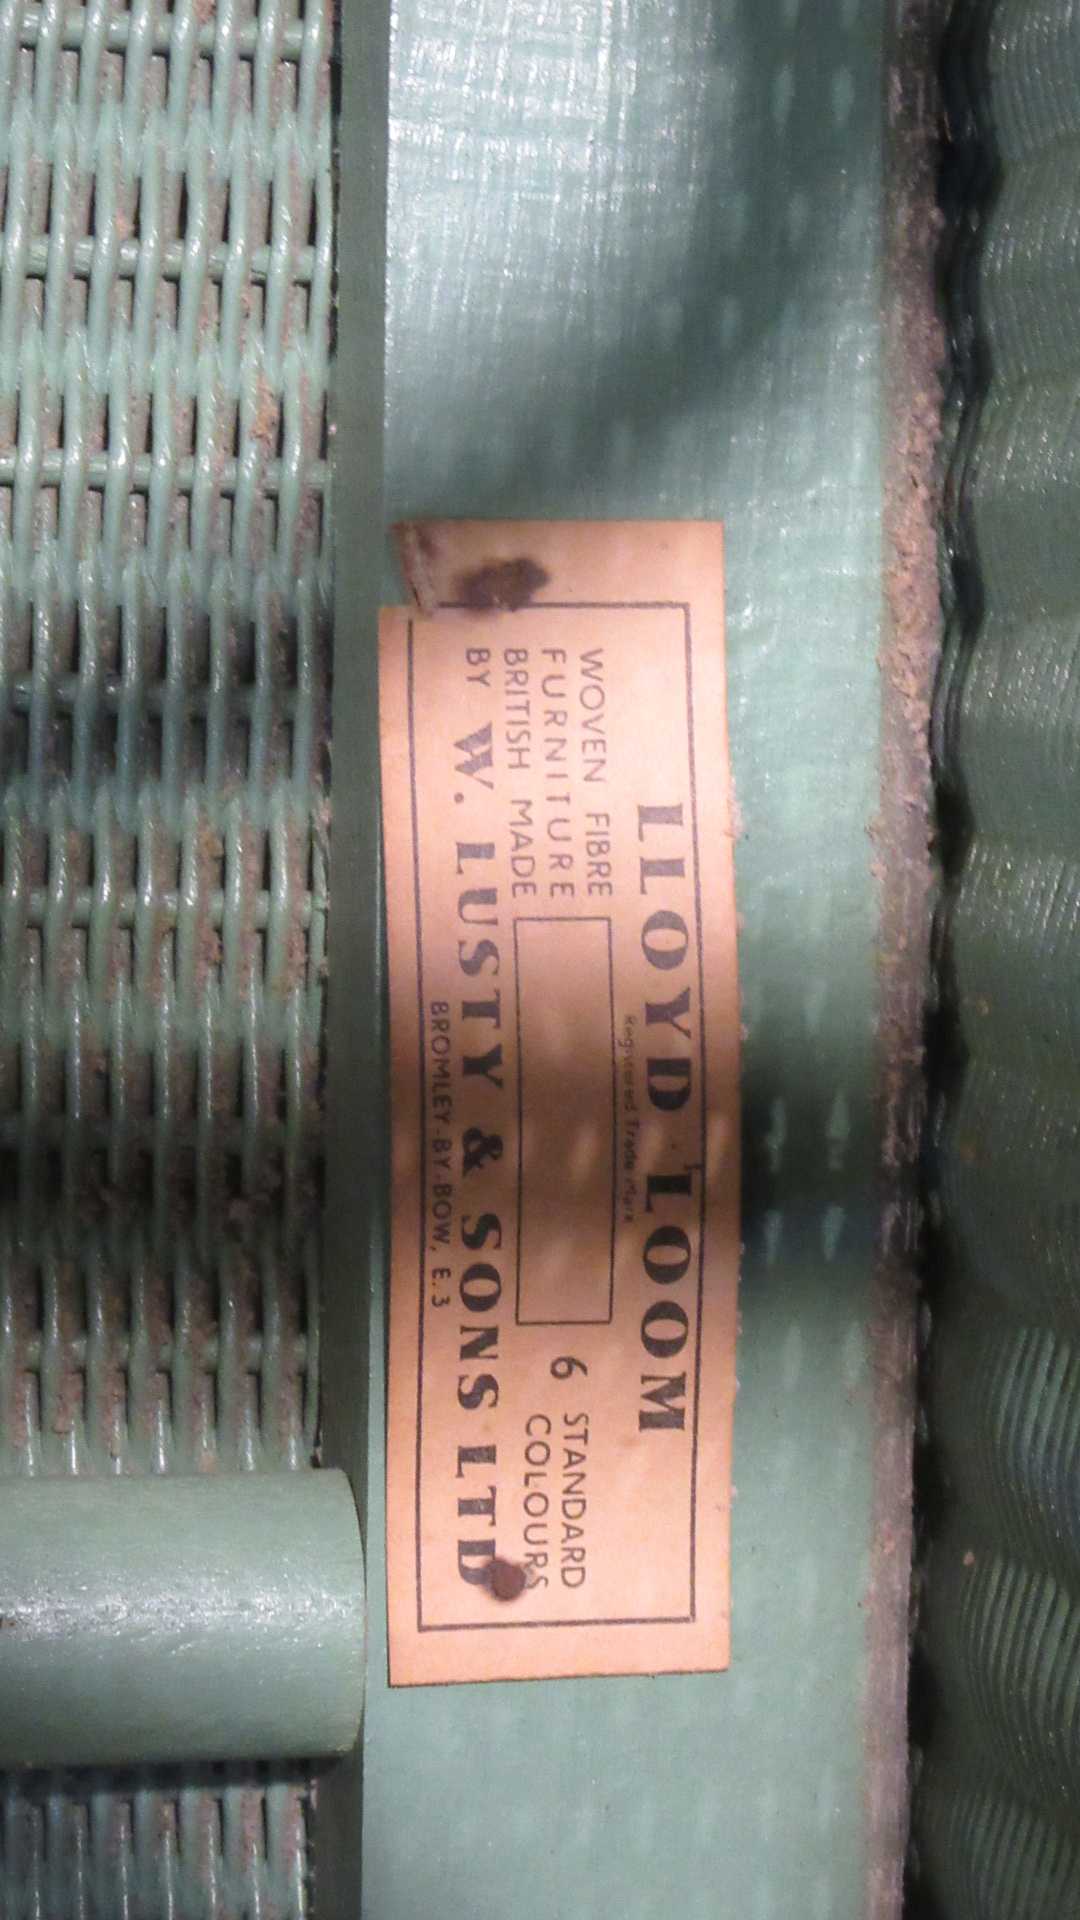 LLOYD LOOM
Registered Trade Mark
WOVEN FIBRE
FURNITURE
BRITISH MADE
6 STANDARD
COLOURS
BY W. LUSTY & SONS LTD
BROMLEY-BY-BOW, E.3